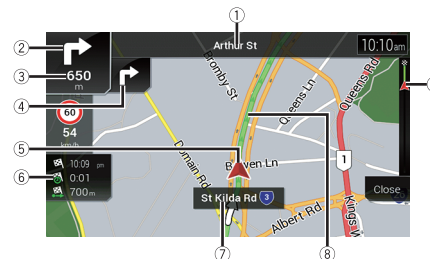 ①
②
Arthur St
10:10am
③
650
m
④
Bromby St
Queens Ln
Queens Rd
60
54
km/h
⑤
Domain Rd
Bowen Ln
1
⑥
10:09 pm
0:01
700m
St Kilda Rd 3
Close
Albert Rd
Kings W
⑦
⑧